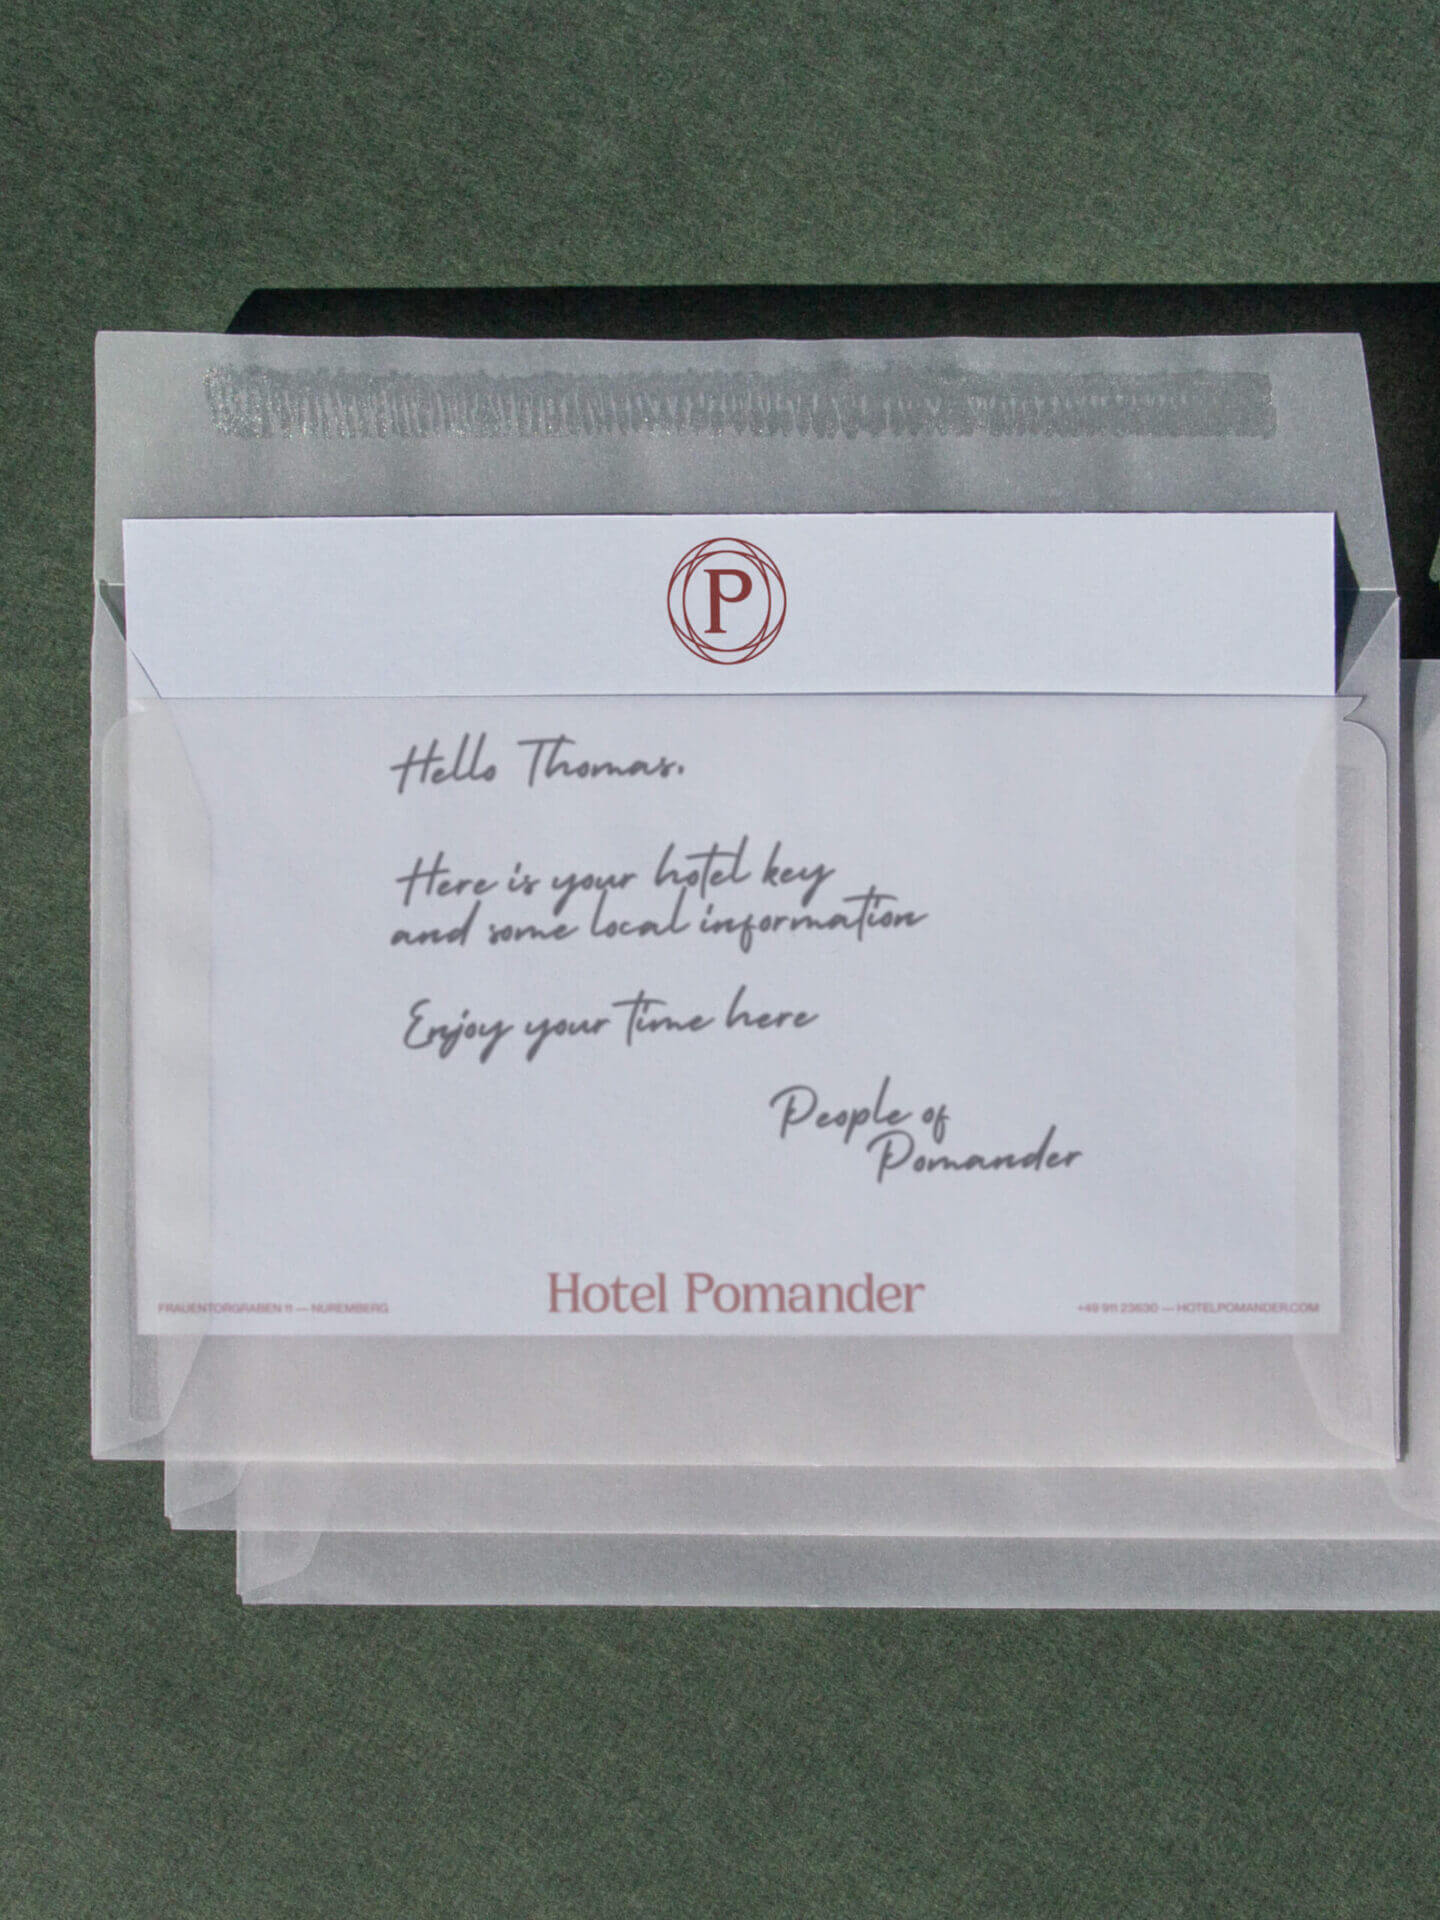 P
Hello Thomas.
Here is your hotel key
and some local information
Enjoy your time here
People of
Pomander
Hotel Pomander
FRAUENTORGRABEN 11 — NUREMBERG
+49 911 23630 — HOTELPOMANDER.COM